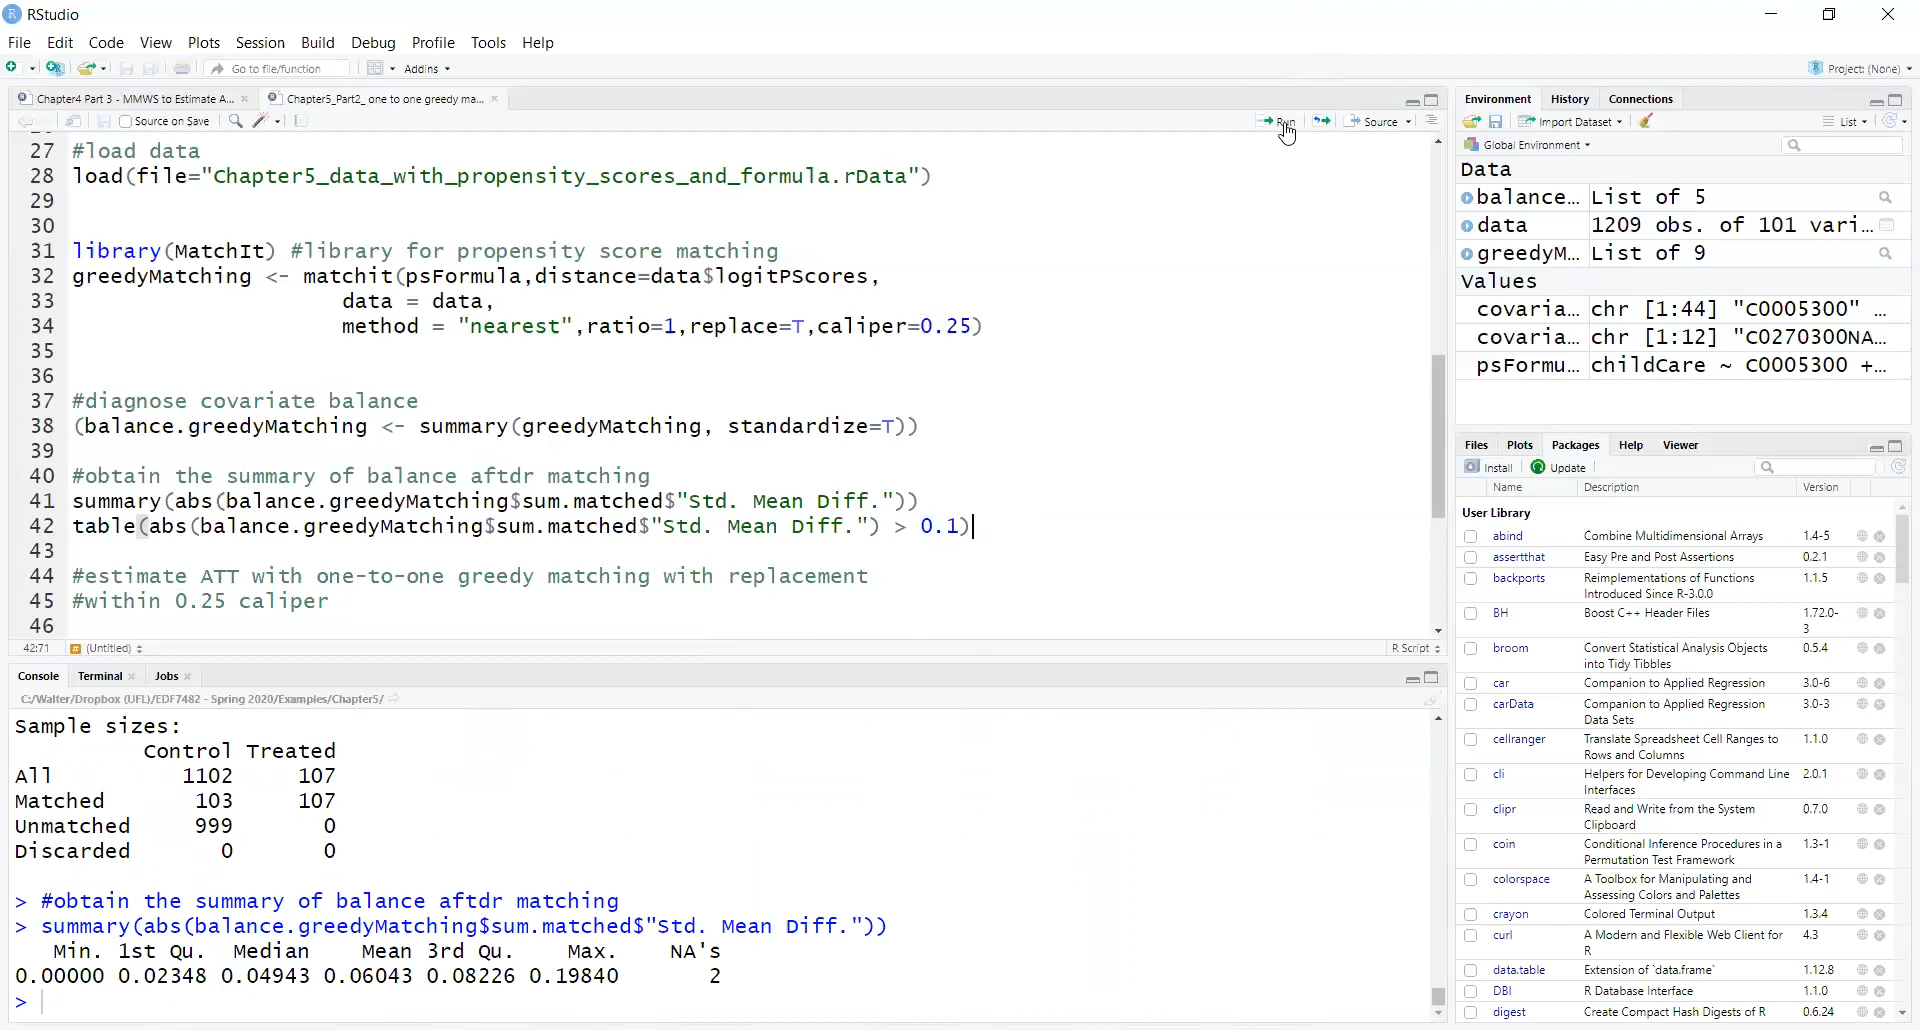 RStudio
File Edit Code View Plots Session Build Debug Profile Tools Help
Go to file/function Addins Project: (None)
Chapter4 Part 3 - MMWS to Estimate A... Chapter5_Part2_ one to one greedy ma...
Source on Save Run Source
27 #load data
28 load(file="Chapter5_data_with_propensity_scores_and_formula.rData")
29
30
31 library(MatchIt) #library for propensity score matching
32 greedyMatching <- matchit(psFormula,distance=data$logitPScores,
33 data = data,
34 method = "nearest",ratio=1,replace=T,caliper=0.25)
35
36
37 #diagnose covariate balance
38 (balance.greedyMatching <- summary(greedyMatching, standardize=T))
39
40 #obtain the summary of balance aftdr matching
41 summary(abs(balance.greedyMatching$sum.matched$"Std. Mean Diff."))
42 table(abs(balance.greedyMatching$sum.matched$"Std. Mean Diff.") > 0.1)
43
44 #estimate ATT with one-to-one greedy matching with replacement
45 #within 0.25 caliper
46
42:71 (Untitled) R Script
Console Terminal Jobs
C:/Walter/Dropbox (UFL)/EDF7482 - Spring 2020/Examples/Chapter5/
Sample sizes:
Control Treated
All 1102 107
Matched 103 107
Unmatched 999 0
Discarded 0 0
> #obtain the summary of balance aftdr matching
> summary(abs(balance.greedyMatching$sum.matched$"Std. Mean Diff."))
Min. 1st Qu. Median Mean 3rd Qu. Max. NA's
0.00000 0.02348 0.04943 0.06043 0.08226 0.19840 2
>
Environment History Connections
Import Dataset List
Global Environment
Data
balance... List of 5
data 1209 obs. of 101 vari...
greedyM... List of 9
Values
covaria... chr [1:44] "C0005300" ...
covaria... chr [1:12] "C0270300NA...
psFormu... childCare ~ C0005300 +...
Files Plots Packages Help Viewer
Install Update
Name Description Version
User Library
abind Combine Multidimensional Arrays 1.4-5
assertthat Easy Pre and Post Assertions 0.2.1
backports Reimplementations of Functions 1.1.5
Introduced Since R-3.0.0
BH Boost C++ Header Files 1.72.0-
3
broom Convert Statistical Analysis Objects 0.5.4
into Tidy Tibbles
car Companion to Applied Regression 3.0-6
carData Companion to Applied Regression 3.0-3
Data Sets
cellranger Translate Spreadsheet Cell Ranges to 1.1.0
Rows and Columns
cli Helpers for Developing Command Line 2.0.1
Interfaces
clipr Read and Write from the System 0.7.0
Clipboard
coin Conditional Inference Procedures in a 1.3-1
Permutation Test Framework
colorspace A Toolbox for Manipulating and 1.4-1
Assessing Colors and Palettes
crayon Colored Terminal Output 1.3.4
curl A Modern and Flexible Web Client for 4.3
R
data.table Extension of `data.frame` 1.12.8
DBI R Database Interface 1.1.0
digest Create Compact Hash Digests of R 0.6.24